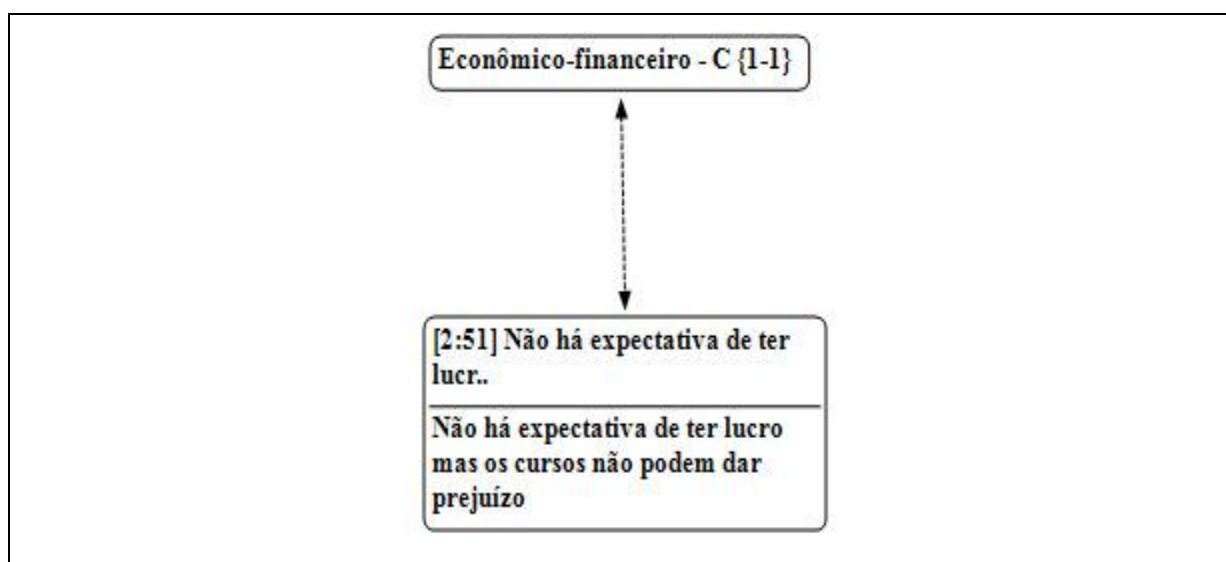 Econômico-financeiro - C {1-1}
[2:51] Não há expectativa de ter
lucr..
Não há expectativa de ter lucro
mas os cursos não podem dar
prejuízo